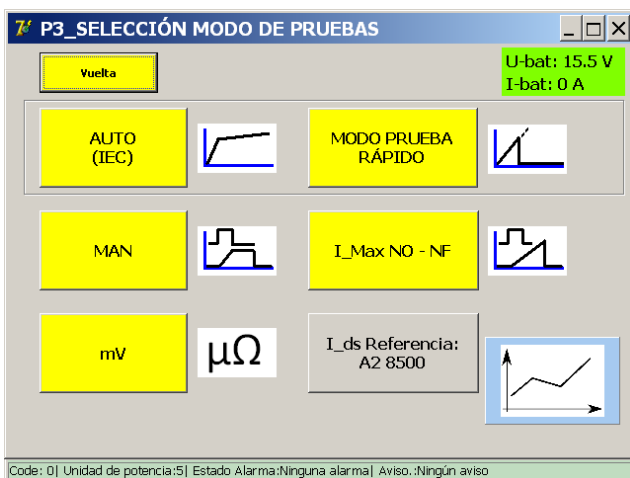 P3_SELECCIÓN MODO DE PRUEBAS
Vuelta
U-bat: 15.5 V
I-bat: 0 A
AUTO
(IEC)
MODO PRUEBA
RÁPIDO
MAN
I_Max NO - NF
mV
µΩ
I_ds Referencia:
A2 8500
Code: 0| Unidad de potencia:5| Estado Alarma:Ninguna alarma| Aviso.:Ningún aviso